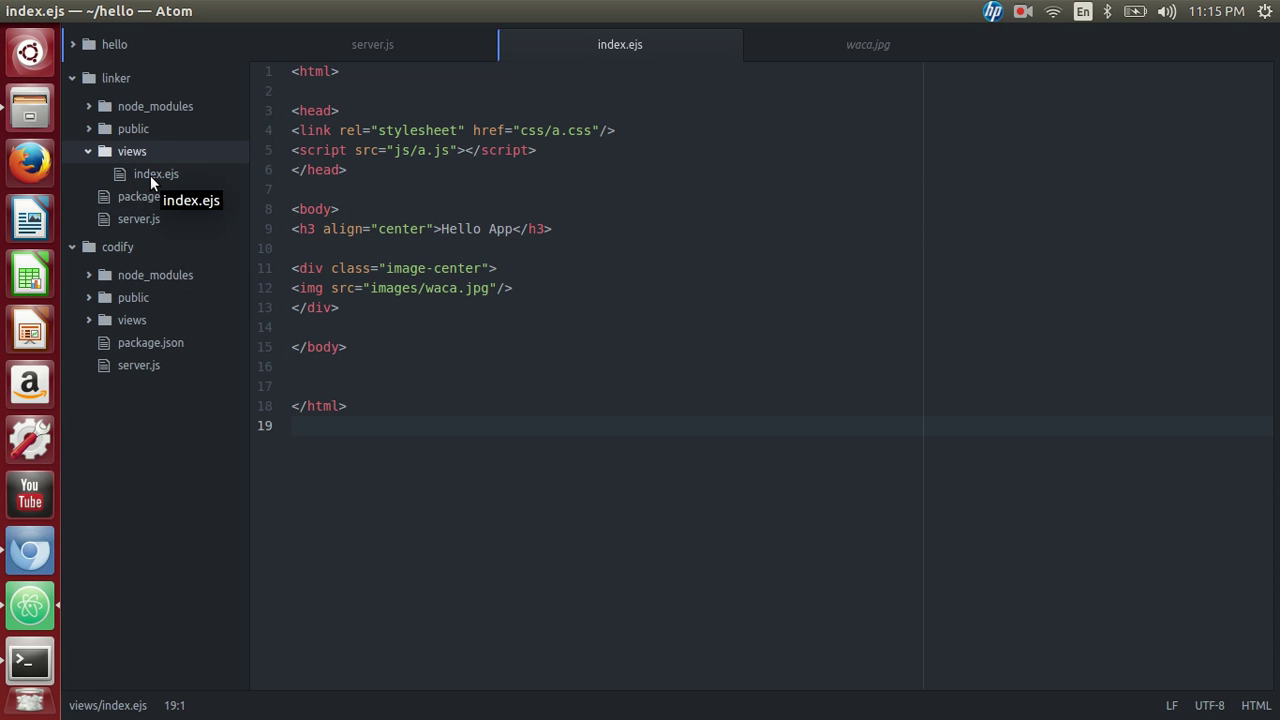 index.ejs — ~/hello — Atom
hp
En
11:15 PM
hello
linker
node_modules
public
views
index.ejs
package
index.ejs
server.js
codify
node_modules
public
views
package.json
server.js
server.js
index.ejs
waca.jpg
1 <html>
2
3 <head>
4 <link rel="stylesheet" href="css/a.css"/>
5 <script src="js/a.js"></script>
6 </head>
7
8 <body>
9 <h3 align="center">Hello App</h3>
10
11 <div class="image-center">
12 <img src="images/waca.jpg"/>
13 </div>
14
15 </body>
16
17
18 </html>
19
a
You
Tube
>_
views/index.ejs 19:1
LF UTF-8 HTML